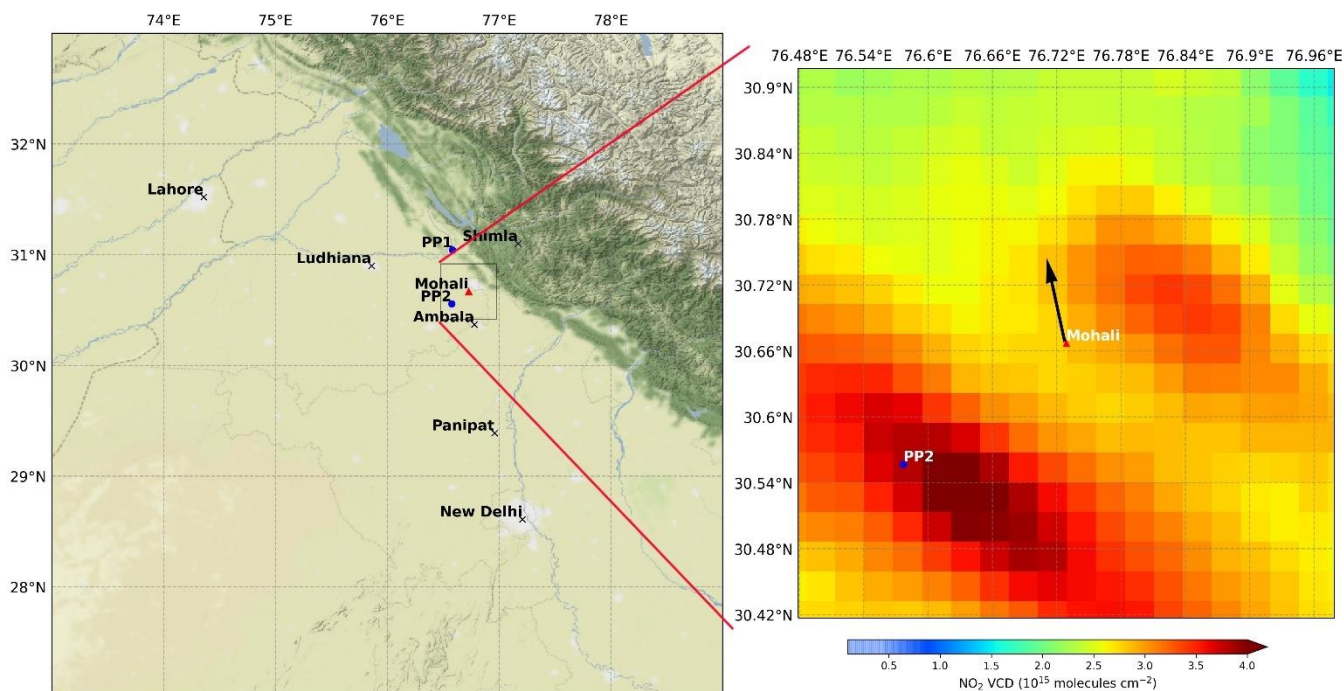 74°E 75°E 76°E 77°E 78°E
32°N
31°N
30°N
29°N
28°N
Lahore
Ludhiana
PP1
Shimla
Mohali
PP2
Ambala
Panipat
New Delhi
76.48°E 76.54°E 76.6°E 76.66°E 76.72°E 76.78°E 76.84°E 76.9°E 76.96°E
30.9°N
30.84°N
30.78°N
30.72°N
30.66°N
30.6°N
30.54°N
30.48°N
30.42°N
Mohali
PP2
0.5 1.0 1.5 2.0 2.5 3.0 3.5 4.0
NO₂ VCD (10¹⁵ molecules cm⁻²)